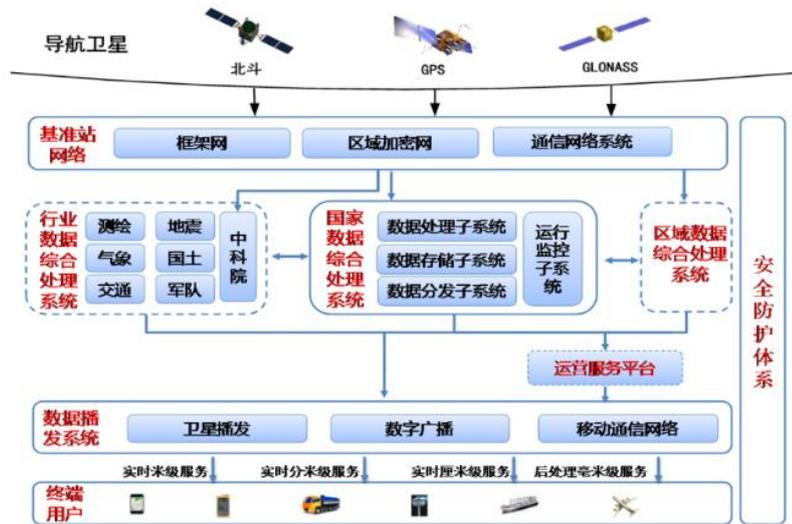 导航卫星
北斗
GPS
GLONASS
基准站
网络
框架网
区域加密网
通信网络系统
行业
数据
综合
处理
系统
测绘
地震
气象
国土
交通
军队
中
科
院
国家
数据
综合
处理
系统
数据处理子系统
数据存储子系统
数据分发子系统
运行
监控
子系
统
区域数据
综合处理
系统
安全防护体系
运营服务平台
数据播
发系统
卫星播发
数字广播
移动通信网络
实时米级服务
实时分米级服务
实时厘米级服务
后处理毫米级服务
终端
用户